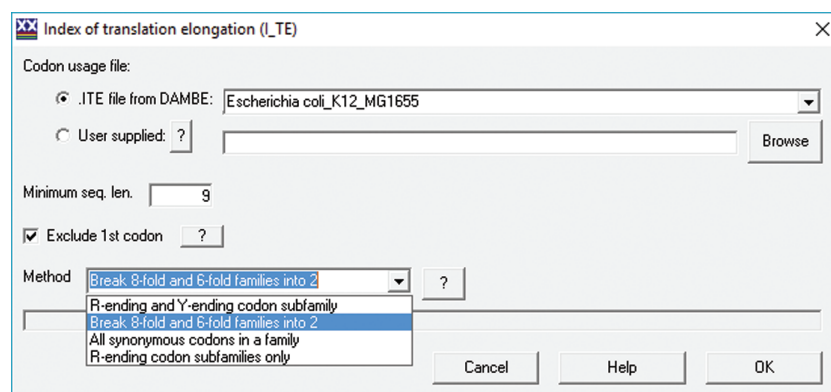 Index of translation elongation (I_TE)
Codon usage file:
.ITE file from DAMBE: Escherichia coli_K12_MG1655
User supplied: ?
Browse
Minimum seq. len. 9
Exclude 1st codon ?
Method Break 8-fold and 6-fold families into 2 ?
R-ending and Y-ending codon subfamily
Break 8-fold and 6-fold families into 2
All synonymous codons in a family
R-ending codon subfamilies only
Cancel Help OK